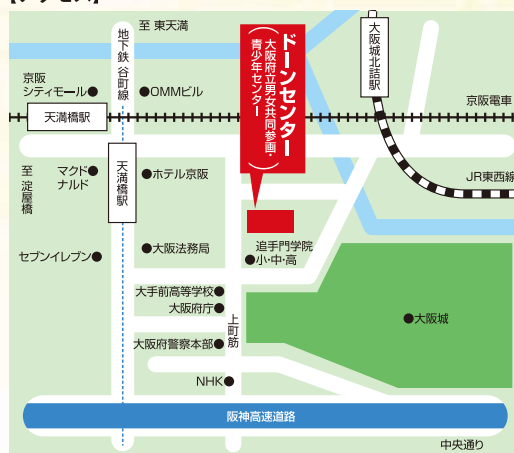 【アクセス】
至 東天満
地下鉄 谷町線
大阪城北詰駅
ドーンセンター
（大阪府立男女共同参画・
青少年センター）
京阪
シティモール
OMMビル
京阪電車
天満橋駅
至 淀屋橋
マクド
ナルド
天満橋駅
ホテル京阪
JR東西線
追手門学院
小・中・高
大阪法務局
セブンイレブン
大手前高等学校
大阪府庁
上町筋
大阪城
大阪府警察本部
NHK
阪神高速道路
中央通り